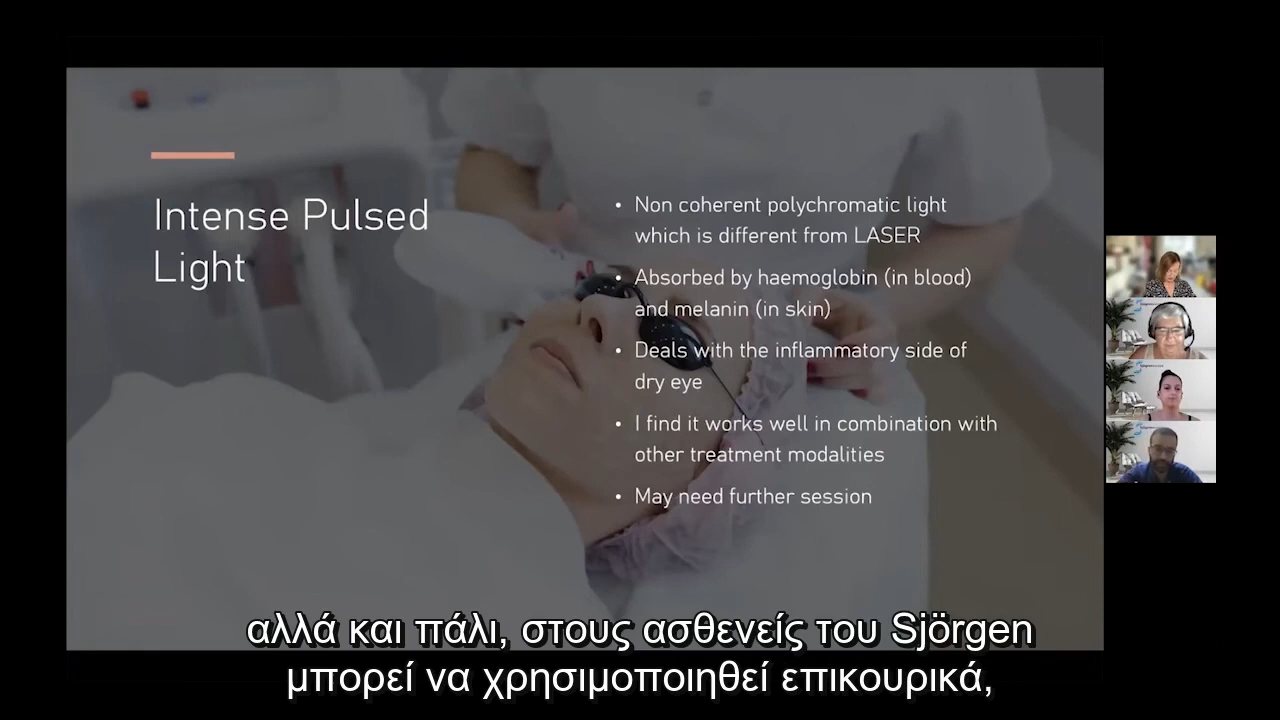 Intense Pulsed
Light
• Non coherent polychromatic light
which is different from LASER
• Absorbed by haemoglobin (in blood)
and melanin (in skin)
• Deals with the inflammatory side of
dry eye
• I find it works well in combination with
other treatment modalities
• May need further session
αλλά και πάλι, στους ασθενείς του Sjörgen
μπορεί να χρησιμοποιηθεί επικουρικά,